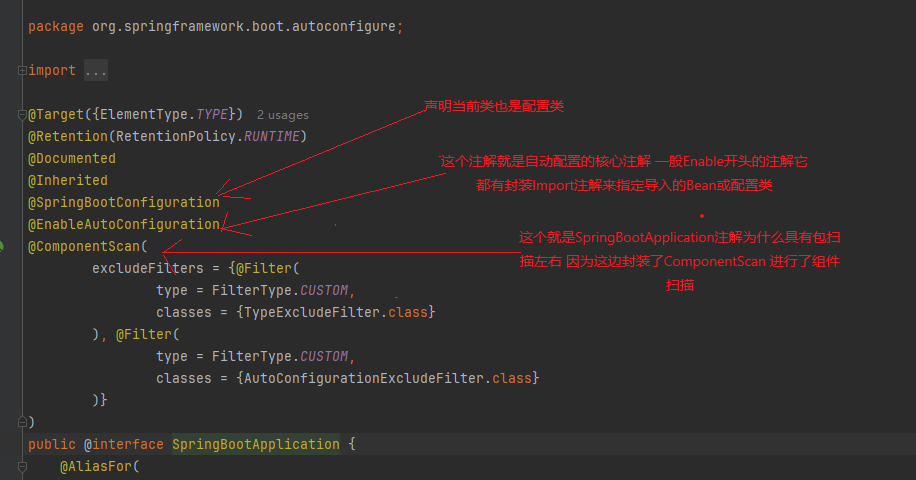 package org.springframework.boot.autoconfigure;
import ...
@Target({ElementType.TYPE}) 2 usages
声明当前类也是配置类
@Retention(RetentionPolicy.RUNTIME)
@Documented
这个注解就是自动配置的核心注解 一般Enable开头的注解它
@Inherited
都有封装Import注解来指定导入的Bean或配置类
@SpringBootConfiguration
@EnableAutoConfiguration
这个就是SpringBootApplication注解为什么具有包扫
@ComponentScan(
描左右 因为这边封装了ComponentScan 进行了组件
excludeFilters = {@Filter(
扫描
type = FilterType.CUSTOM,
classes = {TypeExcludeFilter.class}
), @Filter(
type = FilterType.CUSTOM,
classes = {AutoConfigurationExcludeFilter.class}
)}
)
public @interface SpringBootApplication {
@AliasFor(